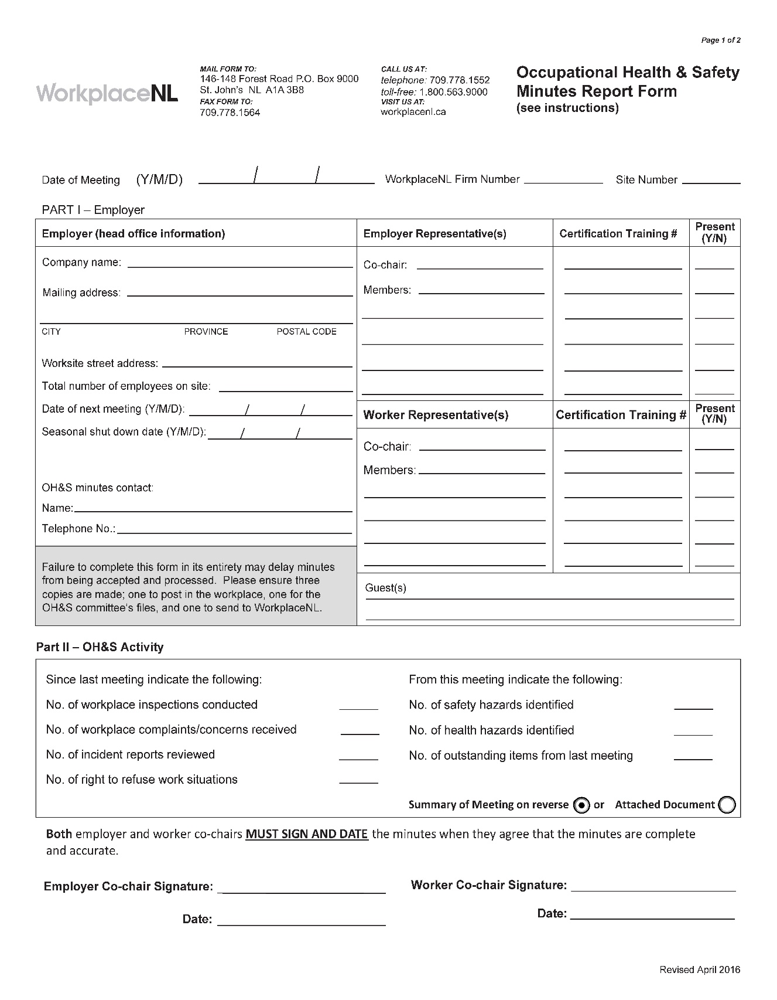 Page 1 of 2
WorkplaceNL
MAIL FORM TO:
146-148 Forest Road P.O. Box 9000
St. John's  NL  A1A 3B8
FAX FORM TO:
709.778.1564
CALL US AT:
telephone: 709.778.1552
toll-free: 1.800.563.9000
VISIT US AT:
workplacenl.ca
Occupational Health & Safety
Minutes Report Form
(see instructions)
Date of Meeting (Y/M/D) / / WorkplaceNL Firm Number Site Number
PART I – Employer
Employer (head office information)
Company name:
Mailing address:
CITY PROVINCE POSTAL CODE
Worksite street address:
Total number of employees on site:
Date of next meeting (Y/M/D): / /
Seasonal shut down date (Y/M/D): / /
OH&S minutes contact:
Name:
Telephone No.:
Failure to complete this form in its entirety may delay minutes
from being accepted and processed.  Please ensure three
copies are made; one to post in the workplace, one for the
OH&S committee's files, and one to send to WorkplaceNL.
Employer Representative(s) Certification Training # Present
(Y/N)
Co-chair:
Members:
Worker Representative(s) Certification Training # Present
(Y/N)
Co-chair:
Members:
Guest(s)
Part II – OH&S Activity
Since last meeting indicate the following:
No. of workplace inspections conducted
No. of workplace complaints/concerns received
No. of incident reports reviewed
No. of right to refuse work situations
From this meeting indicate the following:
No. of safety hazards identified
No. of health hazards identified
No. of outstanding items from last meeting
Summary of Meeting on reverse or Attached Document
Both employer and worker co-chairs MUST SIGN AND DATE the minutes when they agree that the minutes are complete
and accurate.
Employer Co-chair Signature:
Date:
Worker Co-chair Signature:
Date:
Revised April 2016